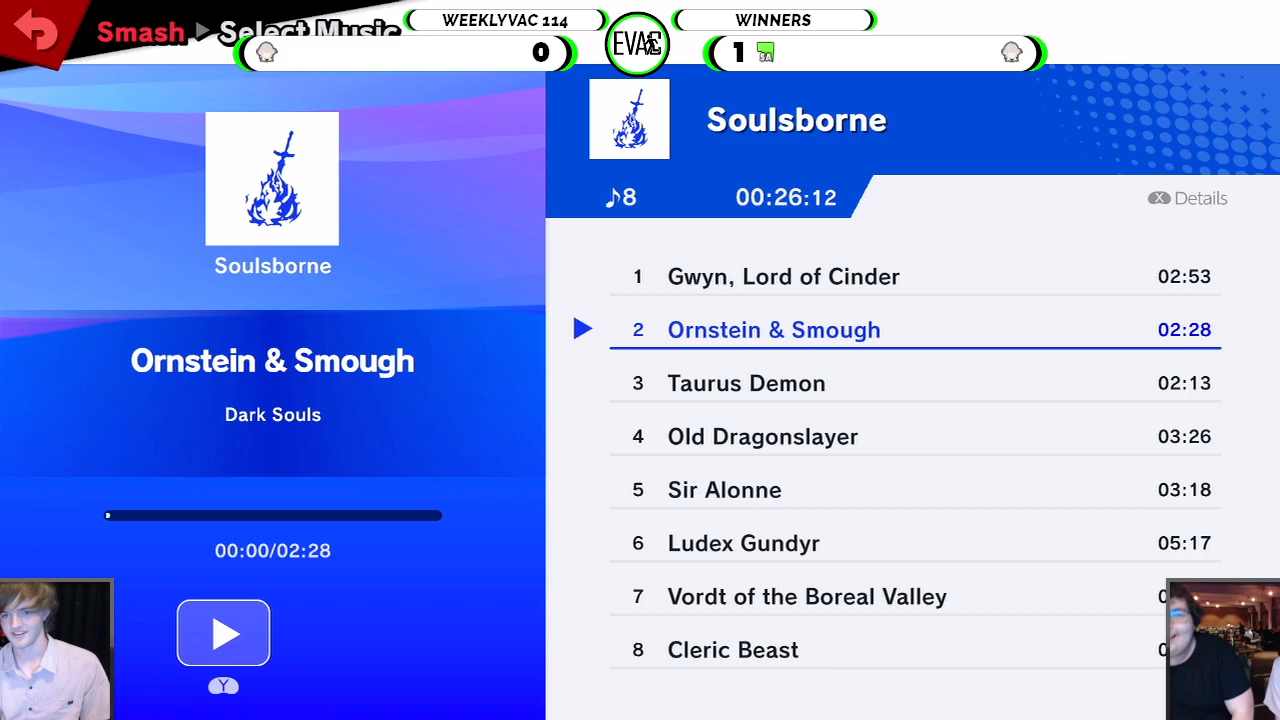 Smash ▶ Select Music
WEEKLYVAC 114
WINNERS
0
EVAC
1
SA
Soulsborne
Soulsborne
♪8
00:26:12
X Details
Ornstein & Smough
Dark Souls
00:00/02:28
Y
1 Gwyn, Lord of Cinder 02:53
2 Ornstein & Smough 02:28
3 Taurus Demon 02:13
4 Old Dragonslayer 03:26
5 Sir Alonne 03:18
6 Ludex Gundyr 05:17
7 Vordt of the Boreal Valley
8 Cleric Beast